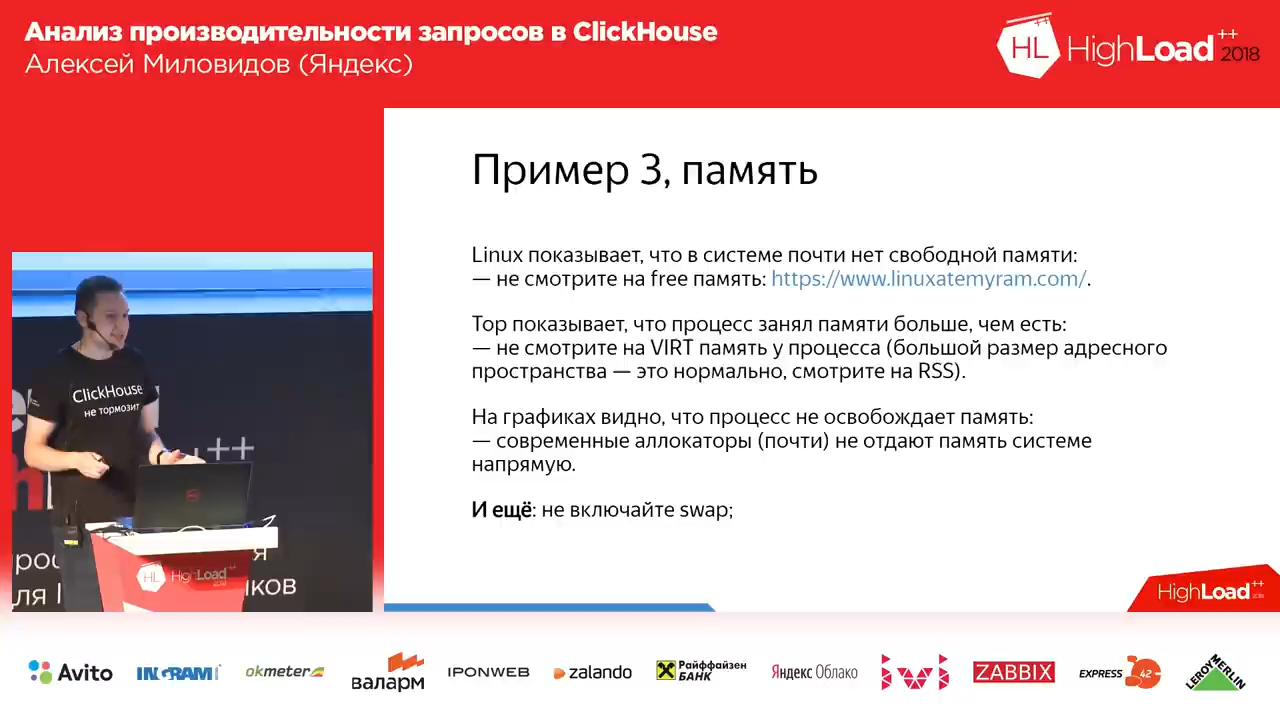 Анализ производительности запросов в ClickHouse
Алексей Миловидов (Яндекс)
HL HighLoad++ 2018
Пример 3, память
Linux показывает, что в системе почти нет свободной памяти:
— не смотрите на free память: https://www.linuxatemyram.com/.
Top показывает, что процесс занял памяти больше, чем есть:
— не смотрите на VIRT память у процесса (большой размер адресного
пространства — это нормально, смотрите на RSS).
На графиках видно, что процесс не освобождает память:
— современные аллокаторы (почти) не отдают память системе
напрямую.
И ещё: не включайте swap;
ClickHouse
не тормозит
++
HL HighLoad++
HighLoad++
Avito
INGRAM
okmeter
валарм
IPONWEB
zalando
Райффайзен
БАНК
Яндекс Облако
ivi
ZABBIX
EXPRESS 42
LEROY MERLIN